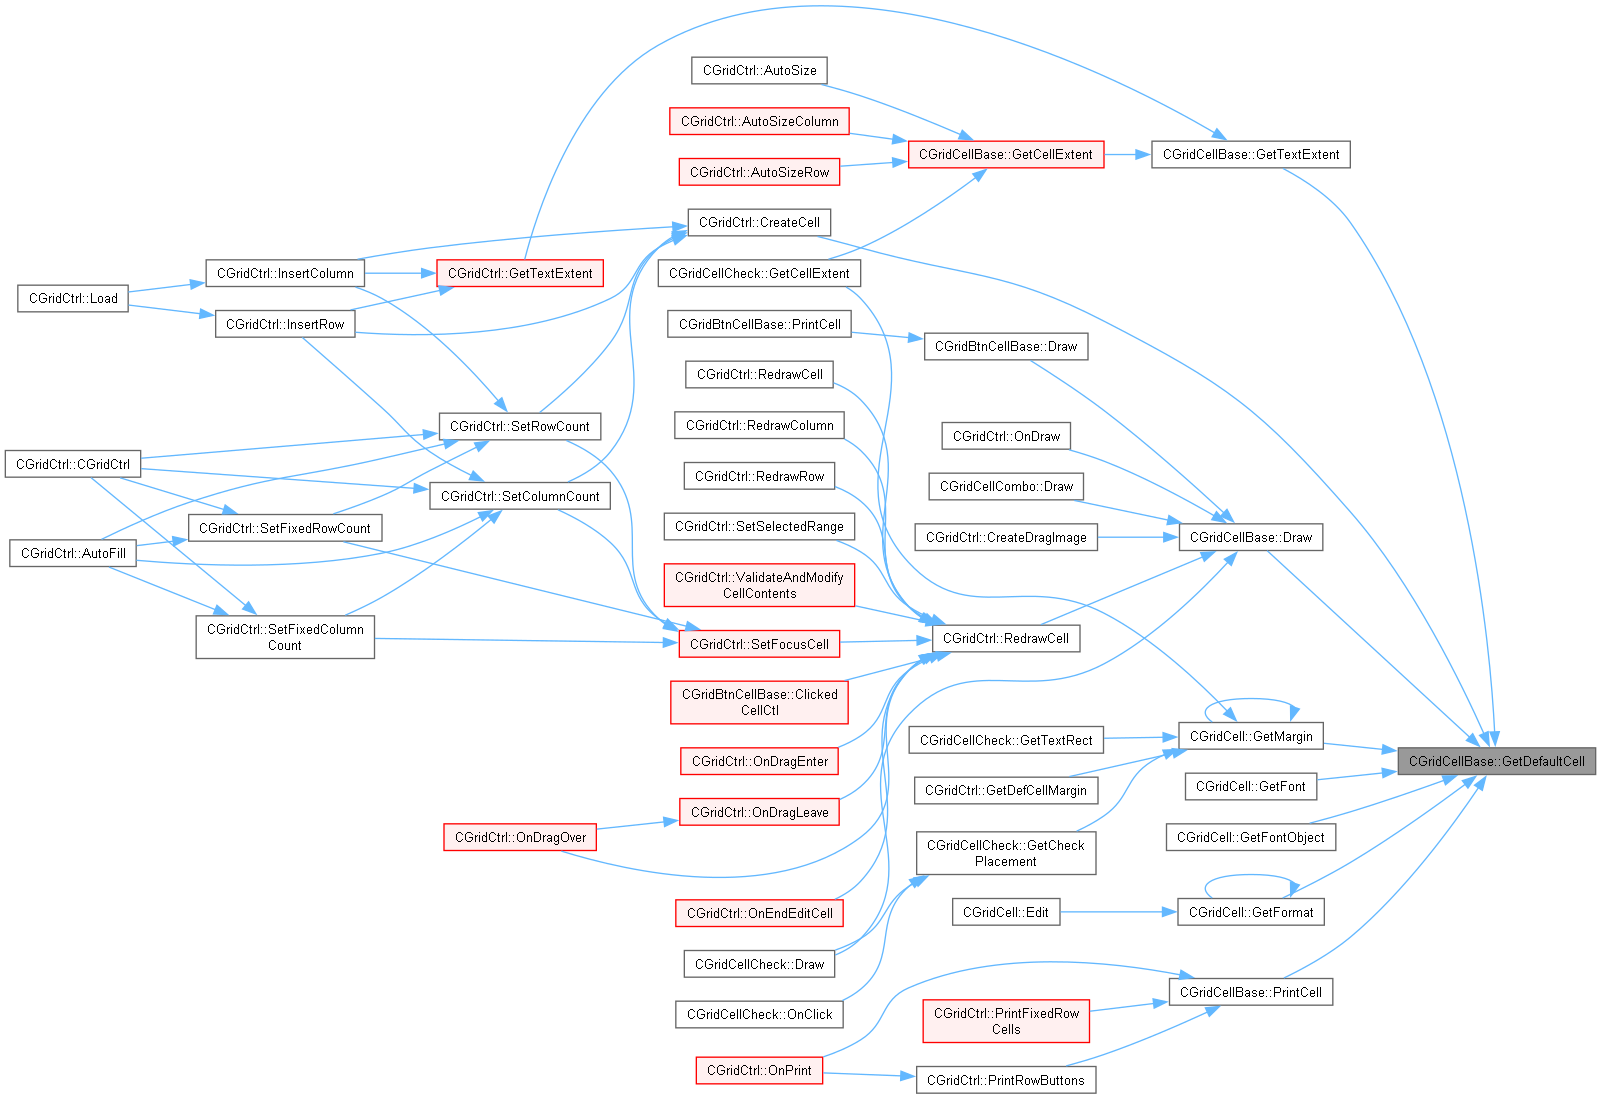 CGridCtrl::AutoSize
CGridCtrl::AutoSizeColumn
CGridCellBase::GetCellExtent
CGridCellBase::GetTextExtent
CGridCtrl::AutoSizeRow
CGridCtrl::CreateCell
CGridCtrl::InsertColumn
CGridCtrl::GetTextExtent
CGridCellCheck::GetCellExtent
CGridCtrl::Load
CGridCtrl::InsertRow
CGridBtnCellBase::PrintCell
CGridBtnCellBase::Draw
CGridCtrl::RedrawCell
CGridCtrl::SetRowCount
CGridCtrl::RedrawColumn
CGridCtrl::OnDraw
CGridCtrl::CGridCtrl
CGridCtrl::RedrawRow
CGridCellCombo::Draw
CGridCtrl::SetColumnCount
CGridCtrl::SetFixedRowCount
CGridCtrl::SetSelectedRange
CGridCtrl::CreateDragImage
CGridCellBase::Draw
CGridCtrl::AutoFill
CGridCtrl::ValidateAndModify
CellContents
CGridCtrl::SetFixedColumn
Count
CGridCtrl::SetFocusCell
CGridCtrl::RedrawCell
CGridBtnCellBase::Clicked
CellCtl
CGridCellCheck::GetTextRect
CGridCell::GetMargin
CGridCtrl::OnDragEnter
CGridCellBase::GetDefaultCell
CGridCtrl::GetDefCellMargin
CGridCell::GetFont
CGridCtrl::OnDragLeave
CGridCtrl::OnDragOver
CGridCell::GetFontObject
CGridCellCheck::GetCheck
Placement
CGridCtrl::OnEndEditCell
CGridCell::Edit
CGridCell::GetFormat
CGridCellCheck::Draw
CGridCellBase::PrintCell
CGridCellCheck::OnClick
CGridCtrl::PrintFixedRow
Cells
CGridCtrl::OnPrint
CGridCtrl::PrintRowButtons